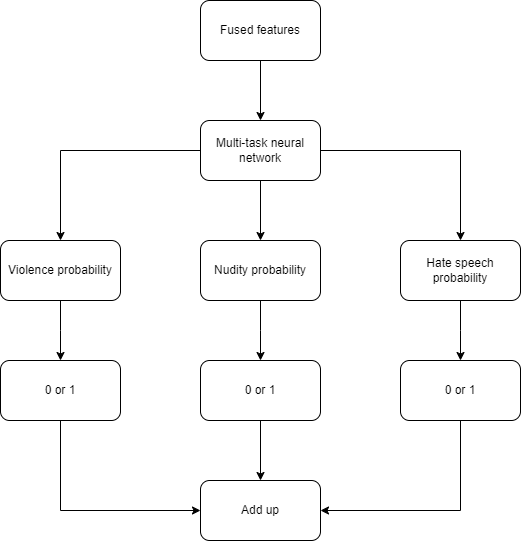 Fused features
Multi-task neural
network
Violence probability
Nudity probability
Hate speech
probability
0 or 1
0 or 1
0 or 1
Add up